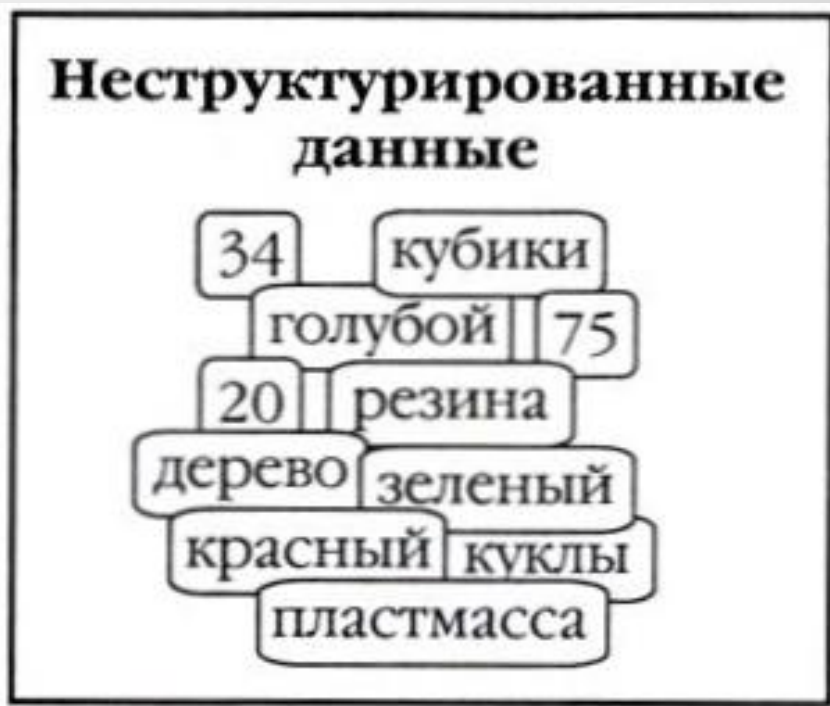 Неструктурированные
данные
34 кубики
голубой 75
20 резина
дерево зеленый
красный куклы
пластмасса